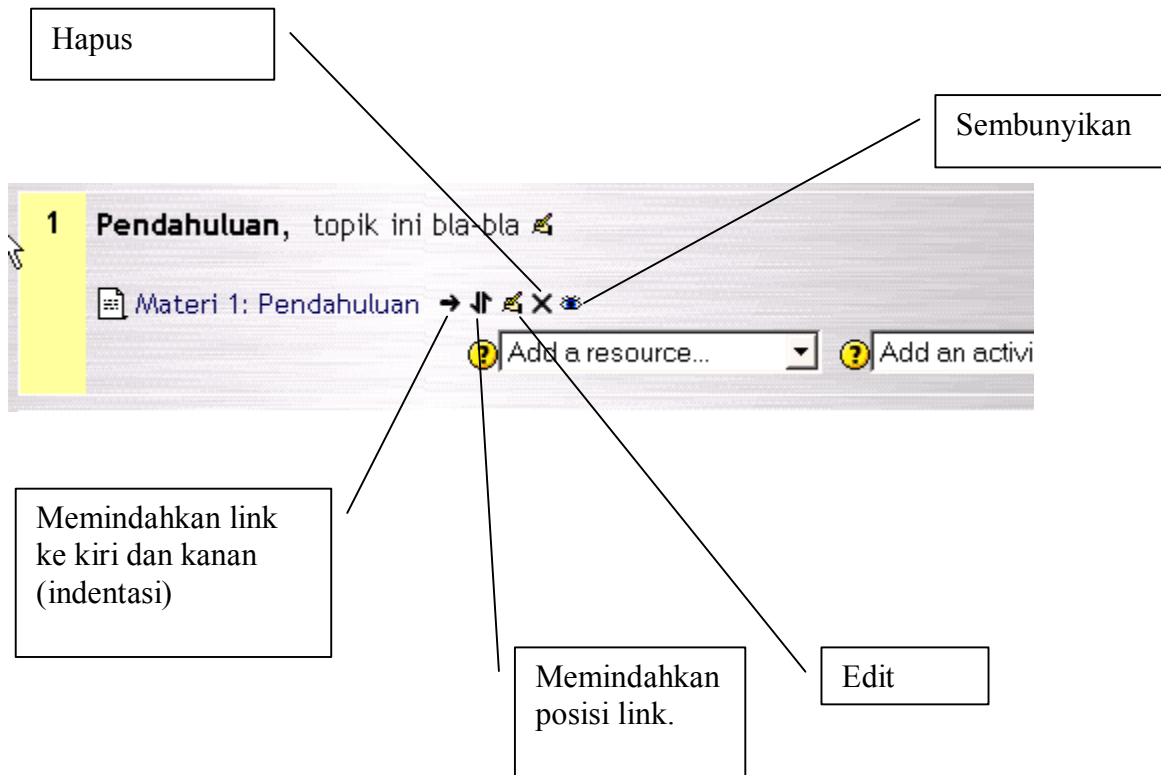 Hapus
Sembunyikan
1 Pendahuluan, topik ini bla-bla
Materi 1: Pendahuluan
? Add a resource... ? Add an activi
Memindahkan link
ke kiri dan kanan
(indentasi)
Memindahkan
posisi link.
Edit